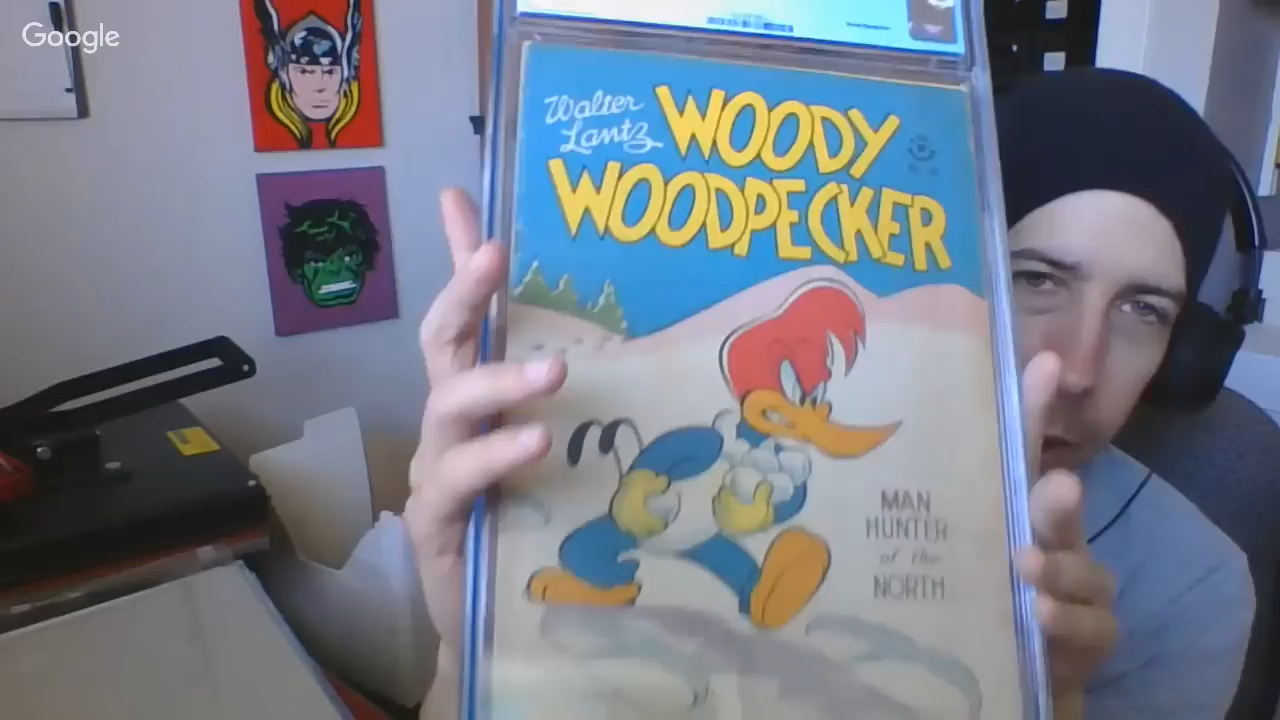 Google
Walter
Lantz
WOODY
WOODPECKER
MAN
HUNTER
of the
NORTH